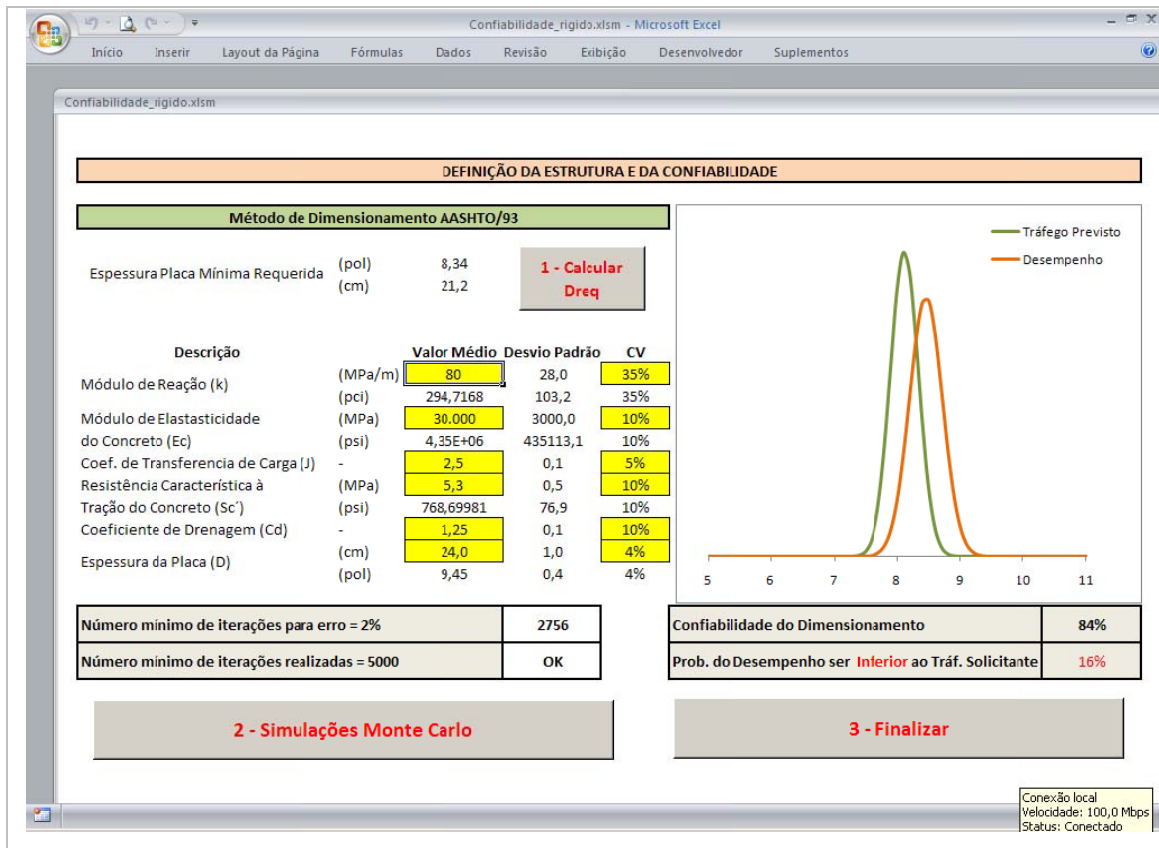 Confiabilidade_rigido.xlsm - Microsoft Excel
Início Inserir Layout da Página Fórmulas Dados Revisão Exibição Desenvolvedor Suplementos
Confiabilidade_rigido.xlsm
DEFINIÇÃO DA ESTRUTURA E DA CONFIABILIDADE
Método de Dimensionamento AASHTO/93
Espessura Placa Mínima Requerida
(pol) 8,34
(cm) 21,2
1 - Calcular
Dreq
Tráfego Previsto
Desempenho
Descrição Valor Médio Desvio Padrão CV
Módulo de Reação (k)
(MPa/m) 80 28,0 35%
(pci) 294,7168 103,2 35%
Módulo de Elastasticidade (MPa) 30.000 3000,0 10%
do Concreto (Ec) (psi) 4,35E+06 435113,1 10%
Coef. de Transferencia de Carga (J) - 2,5 0,1 5%
Resistência Característica à (MPa) 5,3 0,5 10%
Tração do Concreto (Sc´) (psi) 768,69981 76,9 10%
Coeficiente de Drenagem (Cd) - 1,25 0,1 10%
Espessura da Placa (D)
(cm) 24,0 1,0 4%
(pol) 9,45 0,4 4%
5 6 7 8 9 10 11
Número mínimo de iterações para erro = 2% 2756
Número mínimo de iterações realizadas = 5000 OK
Confiabilidade do Dimensionamento 84%
Prob. do Desempenho ser Inferior ao Tráf. Solicitante 16%
2 - Simulações Monte Carlo
3 - Finalizar
Conexão local
Velocidade: 100,0 Mbps
Status: Conectado